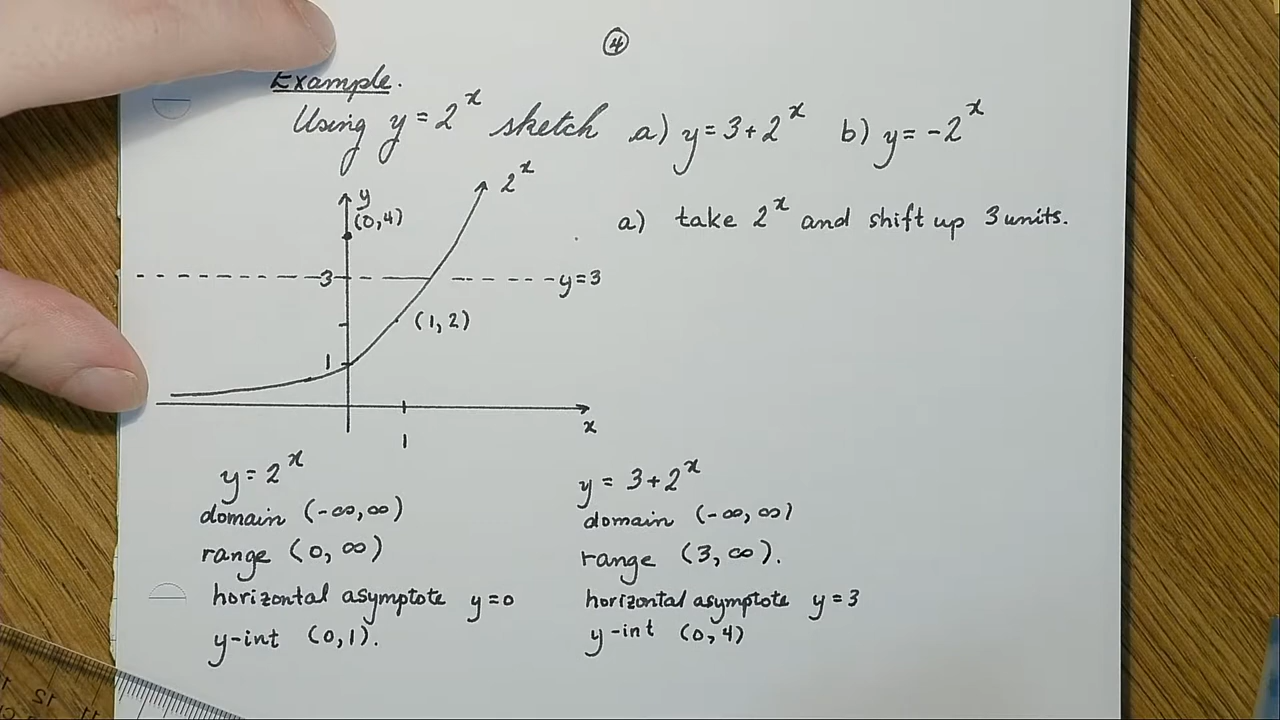 ④
Example.
Using y = 2^x sketch a) y = 3 + 2^x b) y = -2^x
2^x
y
(0,4)
a) take 2^x and shift up 3 units.
3
y=3
(1,2)
1
x
1
y = 2^x
domain (-∞,∞)
range (0,∞)
horizontal asymptote y=0
y-int (0,1).
y = 3+2^x
domain (-∞,∞)
range (3,∞).
horizontal asymptote y=3
y-int (0,4)
12
11